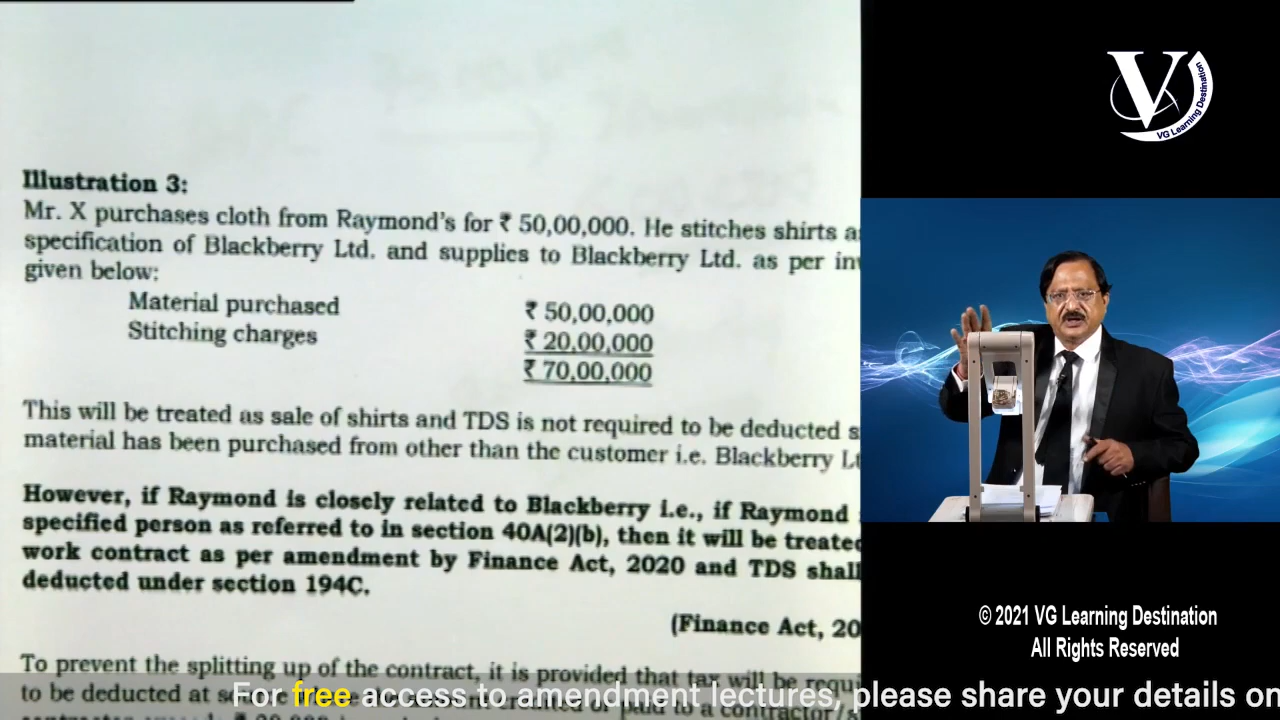 Illustration 3:
Mr. X purchases cloth from Raymond's for ₹ 50,00,000. He stitches shirts a
specification of Blackberry Ltd. and supplies to Blackberry Ltd. as per in
given below:
Material purchased ₹ 50,00,000
Stitching charges ₹ 20,00,000
₹ 70,00,000
This will be treated as sale of shirts and TDS is not required to be deducted s
material has been purchased from other than the customer i.e. Blackberry Lt
However, if Raymond is closely related to Blackberry i.e., if Raymond
specified person as referred to in section 40A(2)(b), then it will be treated
work contract as per amendment by Finance Act, 2020 and TDS shall
deducted under section 194C.
(Finance Act, 20
To prevent the splitting up of the contract, it is provided that tax will be requi
to be deducted at
For free access to amendment lectures, please share your details on
V
VG Learning Destination
© 2021 VG Learning Destination
All Rights Reserved